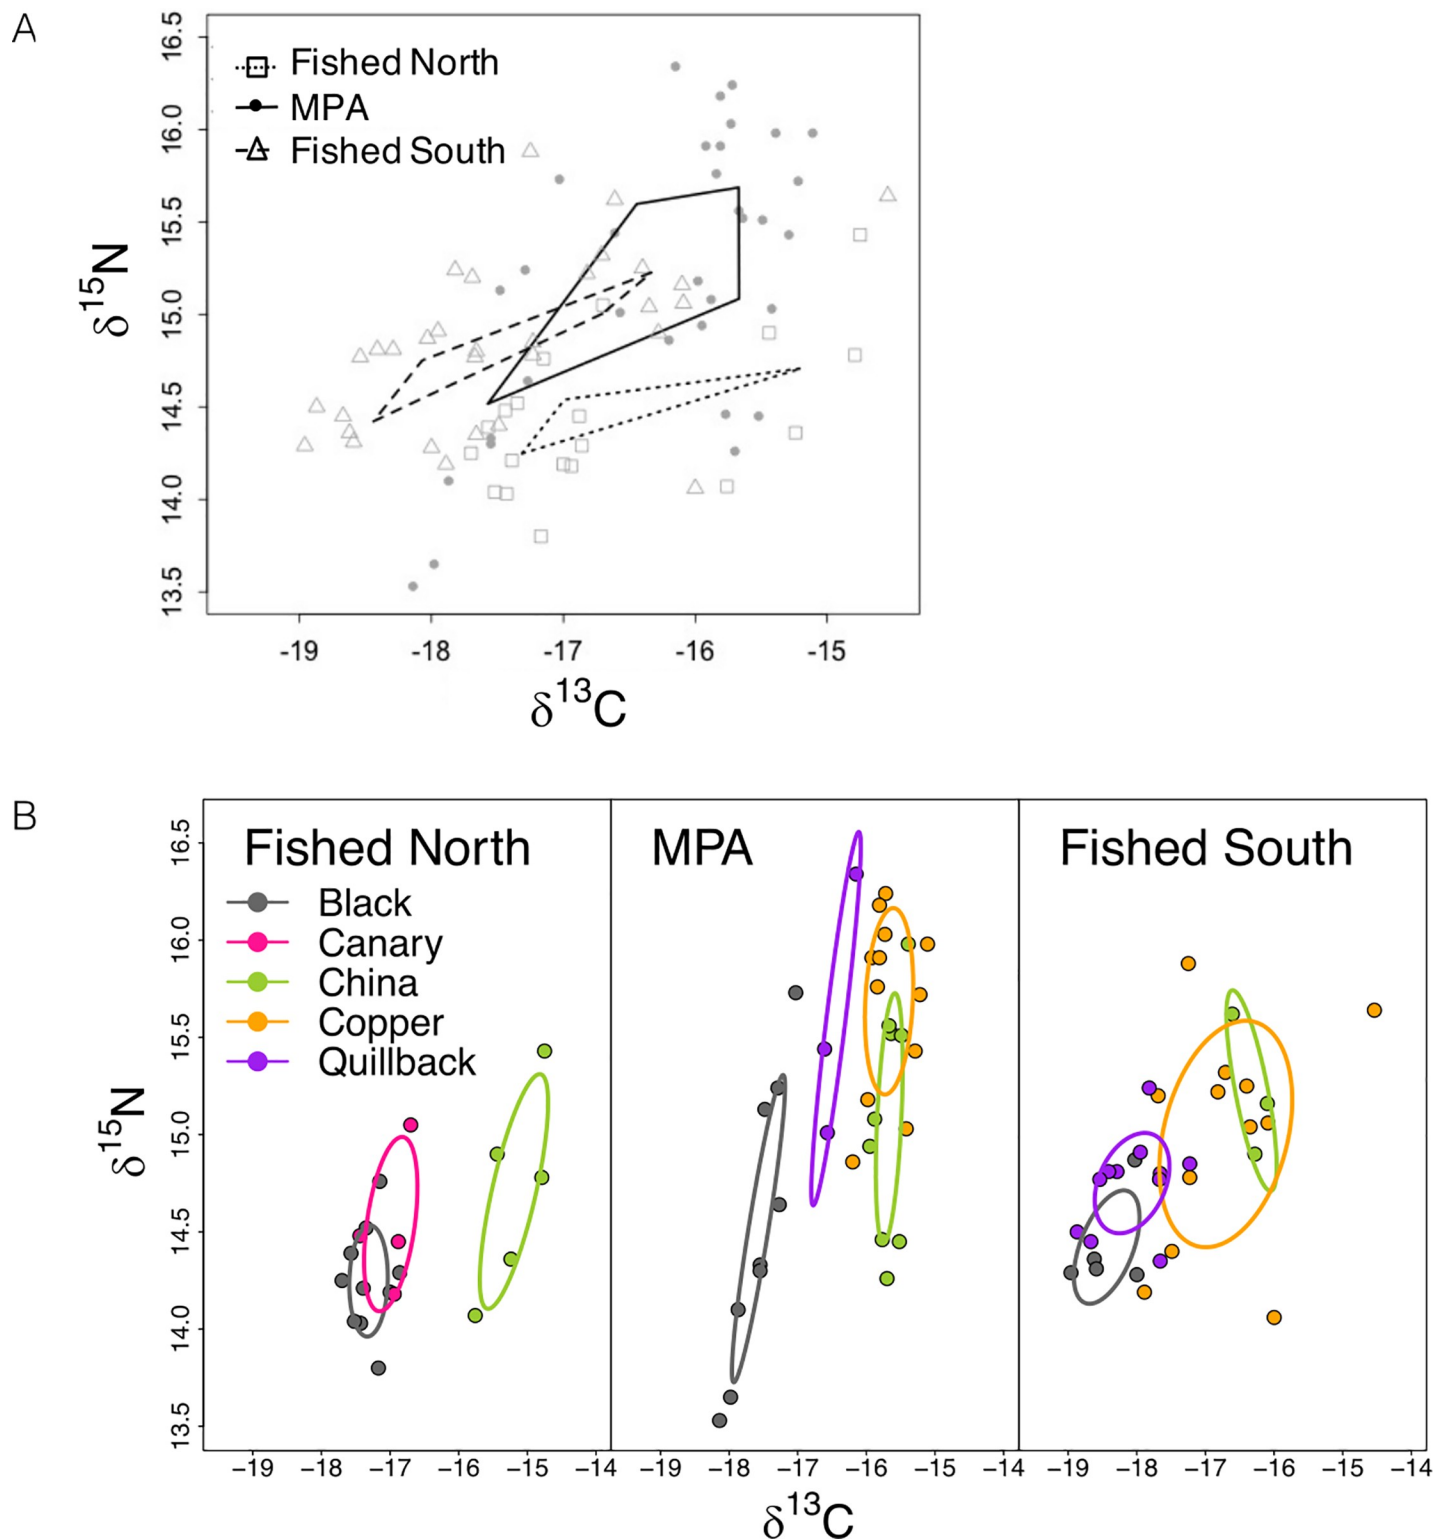 A
Fished North
MPA
Fished South
16.5
16.0
15.5
15.0
14.5
14.0
13.5
δ15N
-19 -18 -17 -16 -15
δ13C
B
Fished North MPA Fished South
Black
Canary
China
Copper
Quillback
16.5
16.0
15.5
15.0
14.5
14.0
13.5
δ15N
−19 −18 −17 −16 −15 −14 −19 −18 −17 −16 −15 −14 −19 −18 −17 −16 −15 −14
δ13C